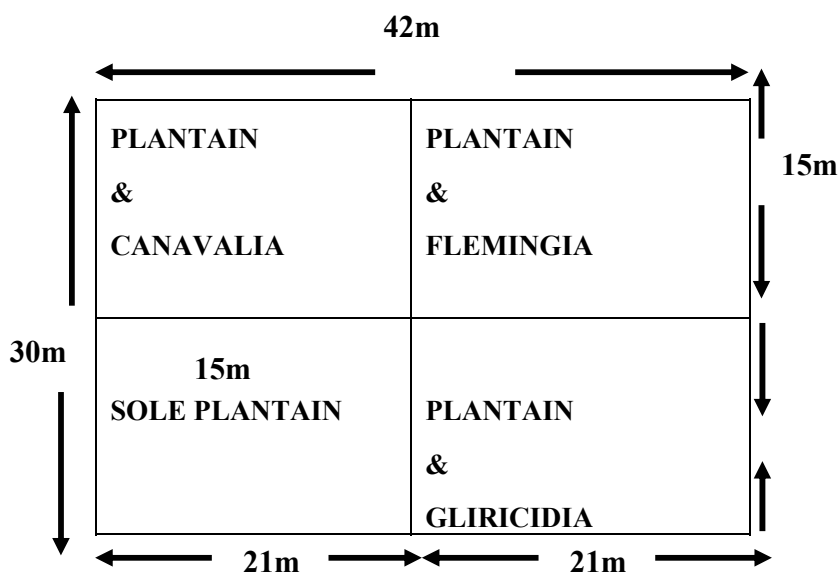 42m
PLANTAIN
&
CANAVALIA
PLANTAIN
&
FLEMINGIA
15m
30m
15m
SOLE PLANTAIN
PLANTAIN
&
GLIRICIDIA
21m
21m